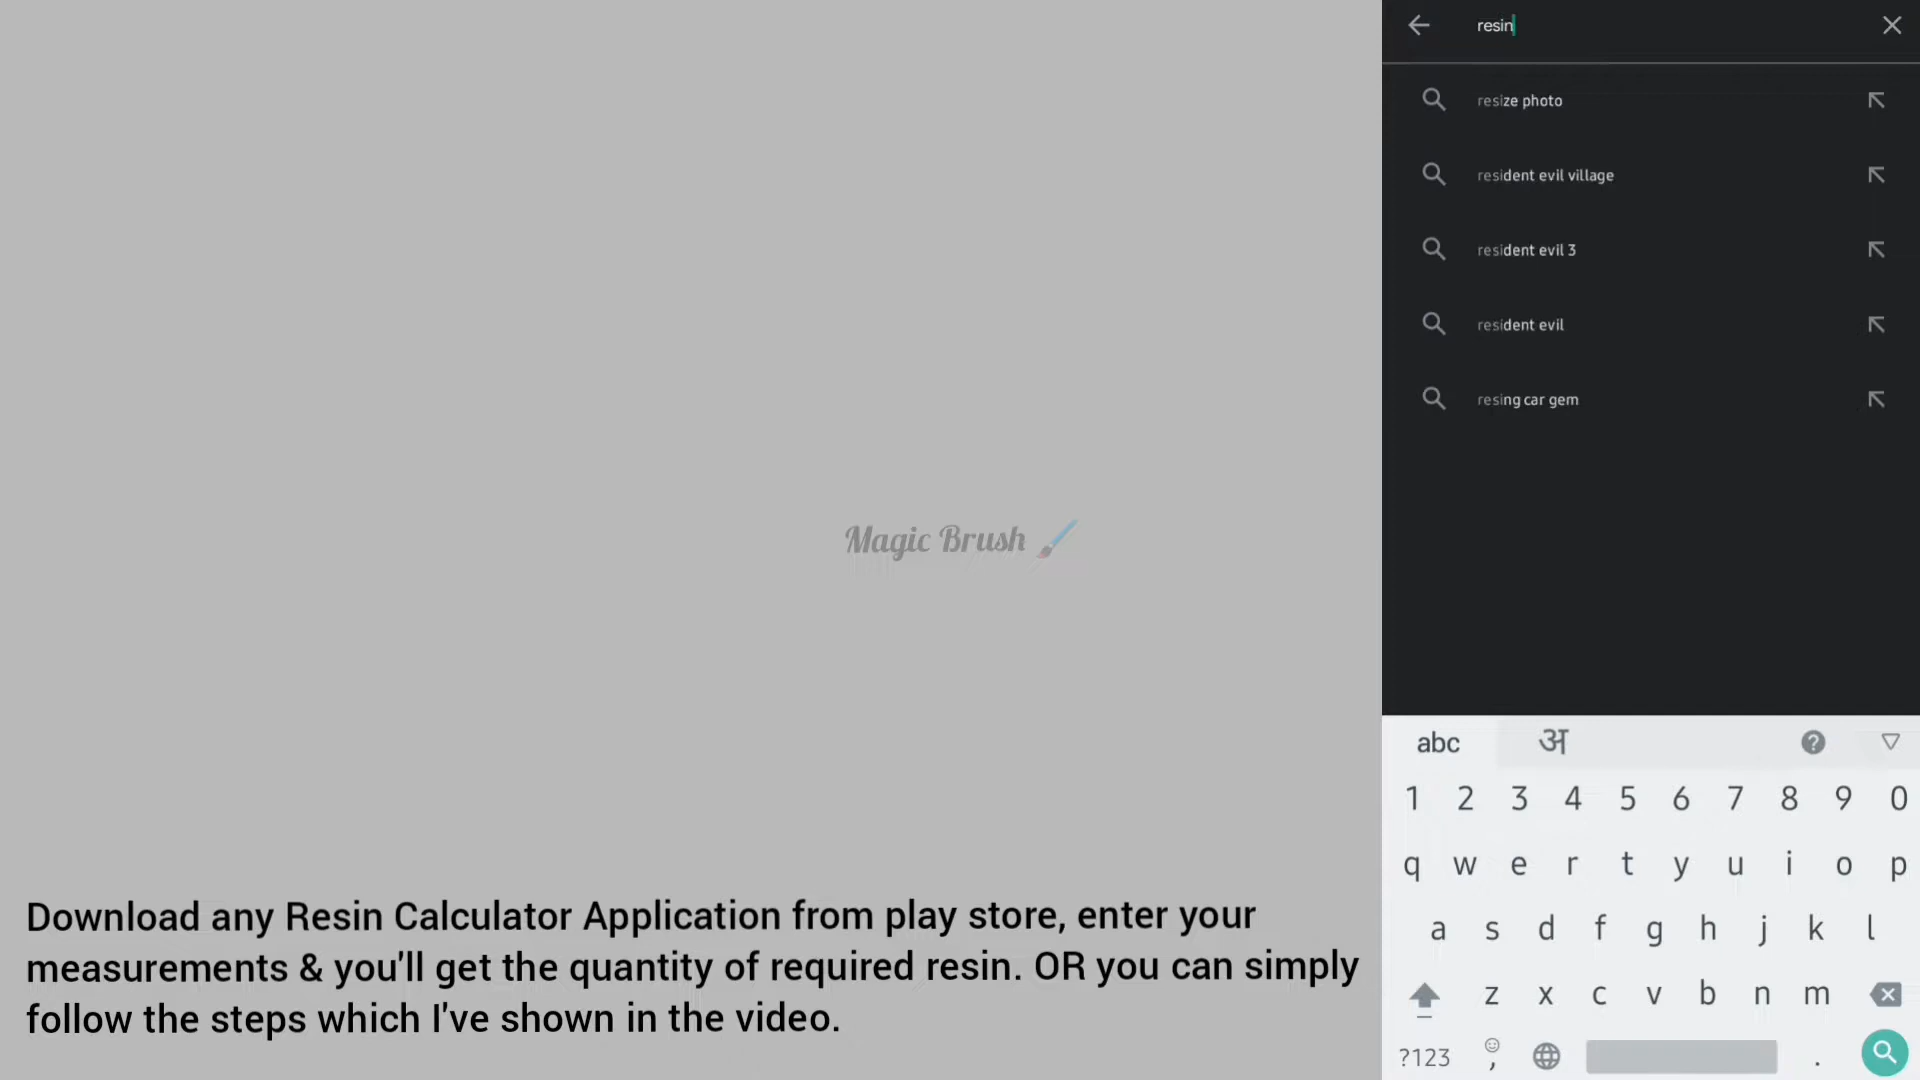 resin
resize photo
resident evil village
resident evil 3
resident evil
resing car gem
Magic Brush
Download any Resin Calculator Application from play store, enter your
measurements & you'll get the quantity of required resin. OR you can simply
follow the steps which I've shown in the video.
abc अ ?
1 2 3 4 5 6 7 8 9 0
q w e r t y u i o p
a s d f g h j k l
z x c v b n m
?123 , .